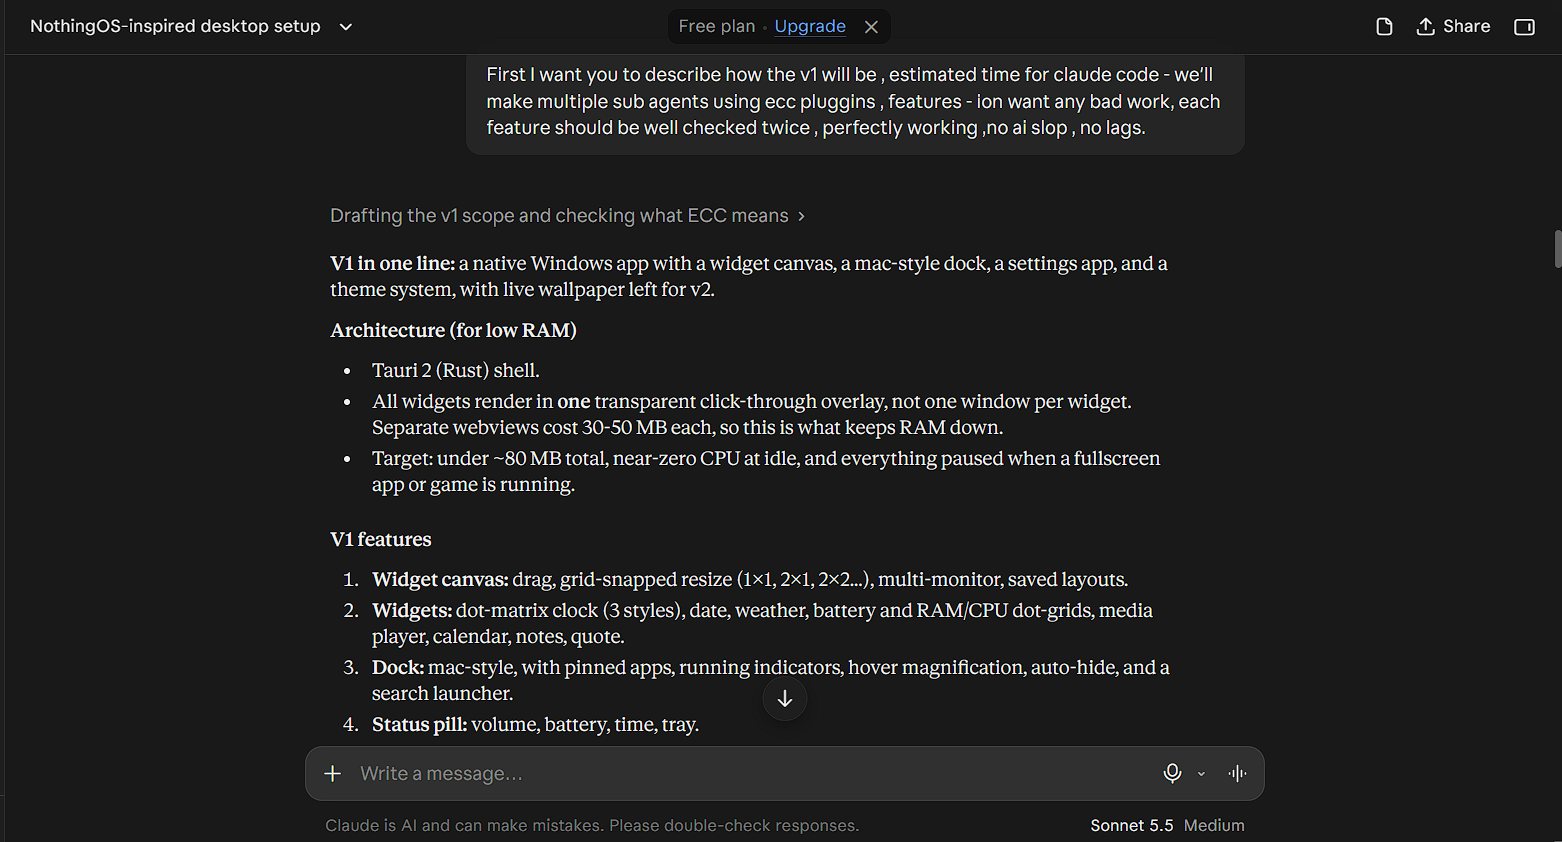 NothingOS-inspired desktop setup
Free plan · Upgrade
Share
First I want you to describe how the v1 will be , estimated time for claude code - we'll
make multiple sub agents using ecc pluggins , features - ion want any bad work, each
feature should be well checked twice , perfectly working ,no ai slop , no lags.
Drafting the v1 scope and checking what ECC means
V1 in one line: a native Windows app with a widget canvas, a mac-style dock, a settings app, and a
theme system, with live wallpaper left for v2.
Architecture (for low RAM)
• Tauri 2 (Rust) shell.
• All widgets render in one transparent click-through overlay, not one window per widget.
Separate webviews cost 30-50 MB each, so this is what keeps RAM down.
• Target: under ~80 MB total, near-zero CPU at idle, and everything paused when a fullscreen
app or game is running.
V1 features
1. Widget canvas: drag, grid-snapped resize (1×1, 2×1, 2×2...), multi-monitor, saved layouts.
2. Widgets: dot-matrix clock (3 styles), date, weather, battery and RAM/CPU dot-grids, media
player, calendar, notes, quote.
3. Dock: mac-style, with pinned apps, running indicators, hover magnification, auto-hide, and a
search launcher.
4. Status pill: volume, battery, time, tray.
Write a message...
Claude is AI and can make mistakes. Please double-check responses.
Sonnet 5.5 Medium